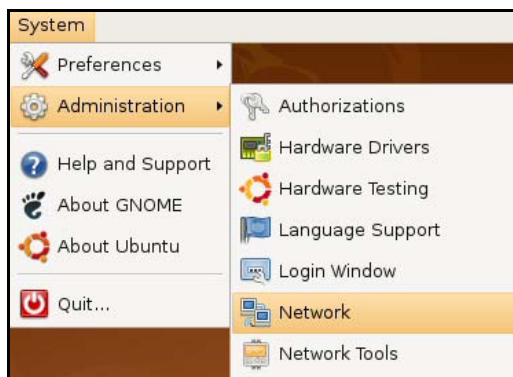 System
Preferences
Administration
Help and Support
About GNOME
About Ubuntu
Quit...
Authorizations
Hardware Drivers
Hardware Testing
Language Support
Login Window
Network
Network Tools